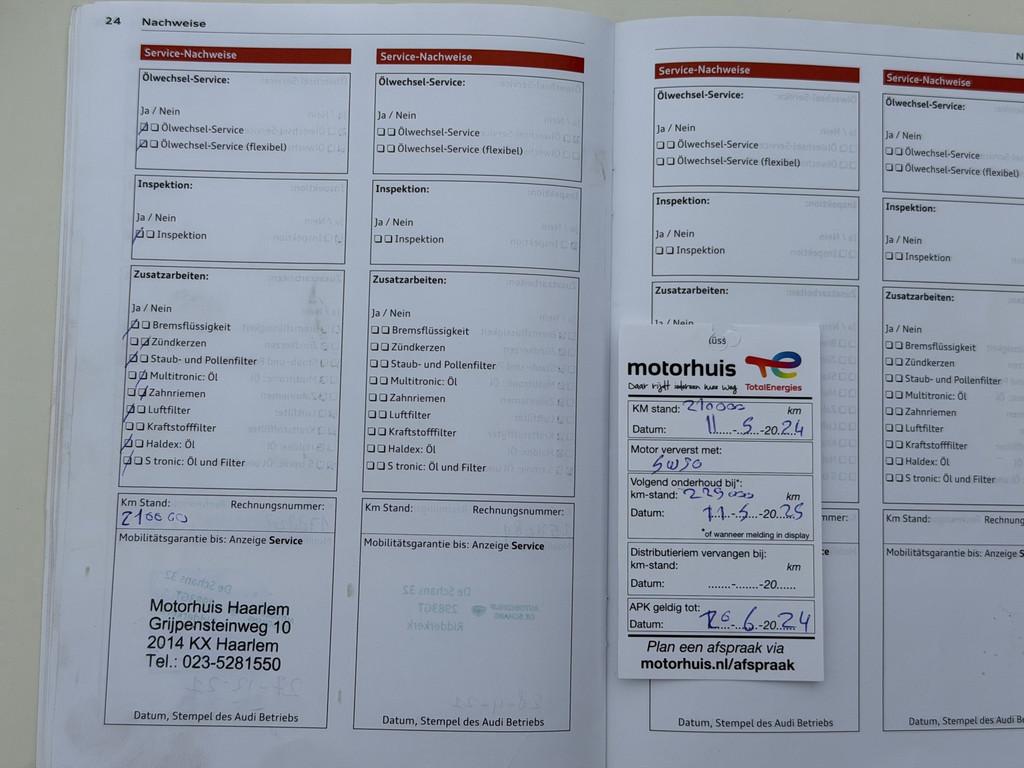 24 Nachweise
Service-Nachweise
Ölwechsel-Service:
Ja / Nein
Ölwechsel-Service
Ölwechsel-Service (flexibel)
Inspektion:
Ja / Nein
Inspektion
Zusatzarbeiten:
Ja / Nein
Bremsflüssigkeit
Zündkerzen
Staub- und Pollenfilter
Multitronic: Öl
Zahnriemen
Luftfilter
Kraftstofffilter
Haldex: Öl
S tronic: Öl und Filter
Km Stand: Rechnungsnummer:
210000
Mobilitätsgarantie bis: Anzeige Service
Motorhuis Haarlem
Grijpensteinweg 10
2014 KX Haarlem
Tel.: 023-5281550
Datum, Stempel des Audi Betriebs
Service-Nachweise
Ölwechsel-Service:
Ja / Nein
Ölwechsel-Service
Ölwechsel-Service (flexibel)
Inspektion:
Ja / Nein
Inspektion
Zusatzarbeiten:
Ja / Nein
Bremsflüssigkeit
Zündkerzen
Staub- und Pollenfilter
Multitronic: Öl
Zahnriemen
Luftfilter
Kraftstofffilter
Haldex: Öl
S tronic: Öl und Filter
Km Stand: Rechnungsnummer:
Mobilitätsgarantie bis: Anzeige Service
Datum, Stempel des Audi Betriebs
Service-Nachweise
Ölwechsel-Service:
Ja / Nein
Ölwechsel-Service
Ölwechsel-Service (flexibel)
Inspektion:
Ja / Nein
Inspektion
Zusatzarbeiten:
Ja / Nein
motorhuis
Daar rijdt iedereen mee weg
TotalEnergies
KM stand: 210000 km
Datum: 11-5-2024
Motor ververst met:
5W30
Volgend onderhoud bij*:
km-stand: 225000 km
Datum: 11-5-2025
*of wanneer melding in display
Distributieriem vervangen bij:
km-stand: km
Datum: ......-......-20......
APK geldig tot:
Datum: 26-6-2024
Plan een afspraak via
motorhuis.nl/afspraak
Datum, Stempel des Audi Betriebs
Service-Nachweise
Ölwechsel-Service:
Ja / Nein
Ölwechsel-Service
Ölwechsel-Service (flexibel)
Inspektion:
Ja / Nein
Inspektion
Zusatzarbeiten:
Ja / Nein
Bremsflüssigkeit
Zündkerzen
Staub- und Pollenfilter
Multitronic: Öl
Zahnriemen
Luftfilter
Kraftstofffilter
Haldex: Öl
S tronic: Öl und Filter
Km Stand:
Mobilitätsgarantie bis: Anzeige
Datum, Stempel des Audi